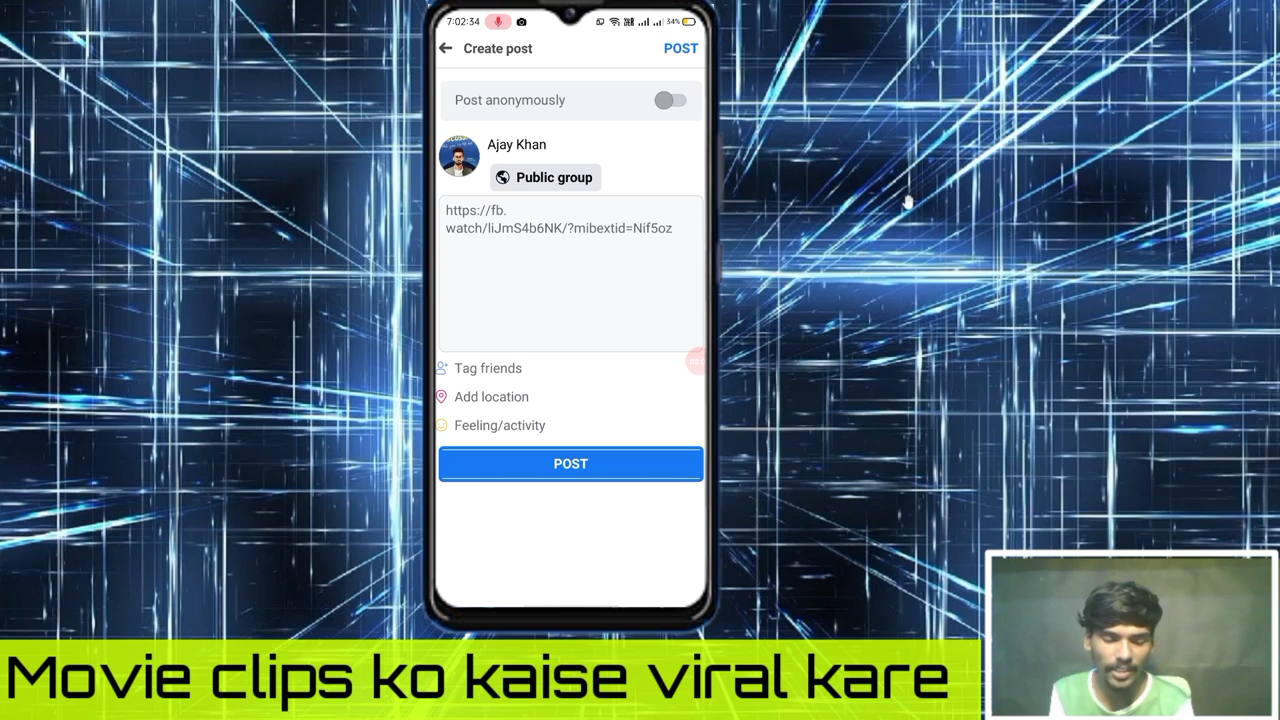 7:02:34
34%
Create post
POST
Post anonymously
Ajay Khan
Public group
https://fb.
watch/liJmS4b6NK/?mibextid=Nif5oz
Tag friends
Add location
Feeling/activity
POST
Movie clips ko kaise viral kare